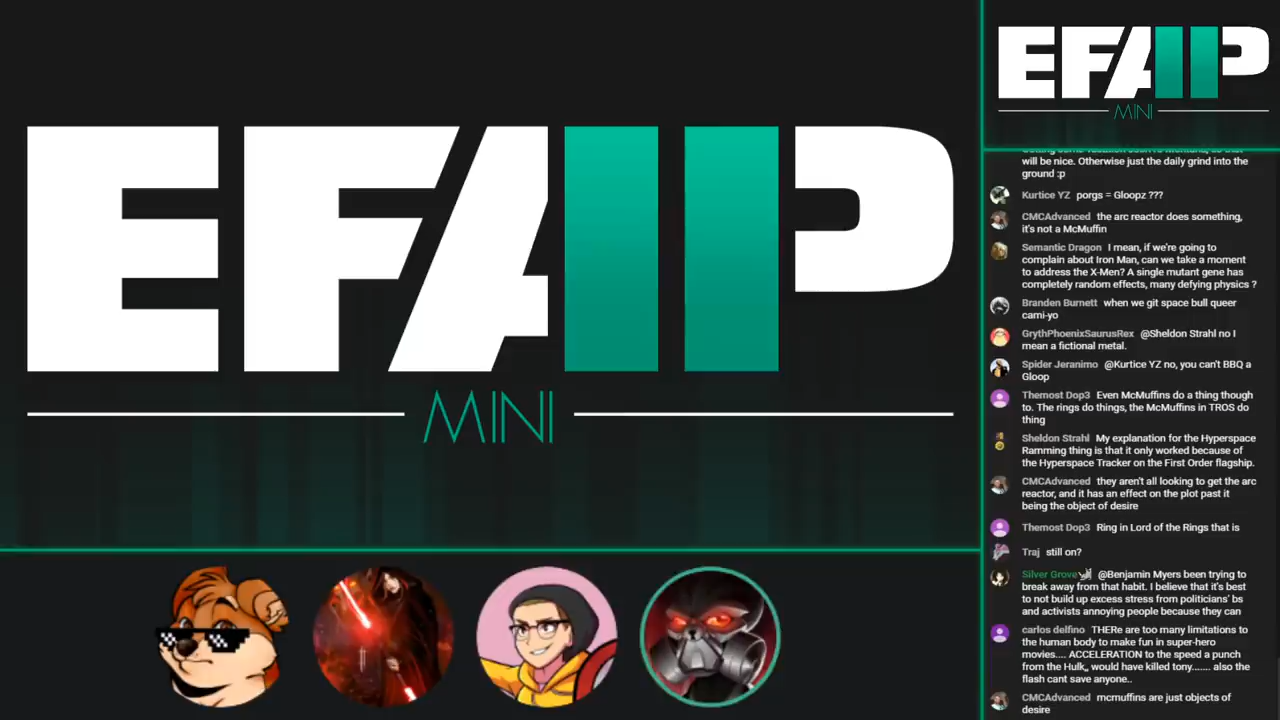 EFAP
MINI
EFAP
MINI
will be nice. Otherwise just the daily grind into the
ground :p
Kurtice YZ porgs = Gloopz ???
CMCAdvanced the arc reactor does something,
it's not a McMuffin
Semantic Dragon I mean, if we're going to
complain about Iron Man, can we take a moment
to address the X-Men? A single mutant gene has
completely random effects, many defying physics ?
Branden Burnett when we git space bull queer
cami-yo
GrythPhoenixSaurusRex @Sheldon Strahl no I
mean a fictional metal.
Spider Jeranimo @Kurtice YZ no, you can't BBQ a
Gloop
Themost Dop3 Even McMuffins do a thing though
to. The rings do things, the McMuffins in TROS do
thing
Sheldon Strahl My explanation for the Hyperspace
Ramming thing is that it only worked because of
the Hyperspace Tracker on the First Order flagship.
CMCAdvanced they aren't all looking to get the arc
reactor, and it has an effect on the plot past it
being the object of desire
Themost Dop3 Ring in Lord of the Rings that is
Traj still on?
Silver Grove @Benjamin Myers been trying to
break away from that habit. I believe that it's best
to not build up excess stress from politicians' bs
and activists annoying people because they can
carlos delfino THERe are too many limitations to
the human body to make fun in super-hero
movies.... ACCELERATION to the speed a punch
from the Hulk,, would have killed tony....... also the
flash cant save anyone..
CMCAdvanced mcmuffins are just objects of
desire